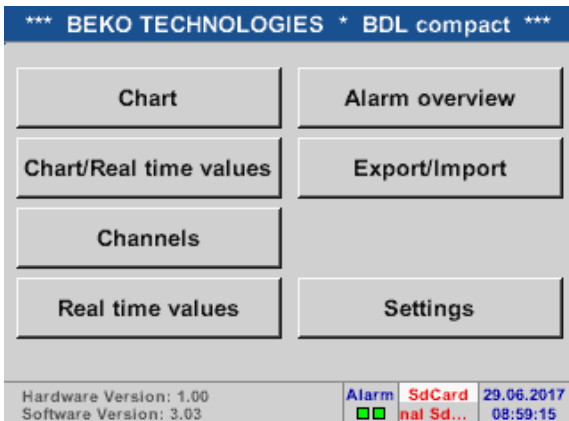 *** BEKO TECHNOLOGIES * BDL compact ***
Chart
Alarm overview
Chart/Real time values
Export/Import
Channels
Real time values
Settings
Hardware Version: 1.00
Software Version: 3.03
Alarm
SdCard
nal Sd...
29.06.2017
08:59:15